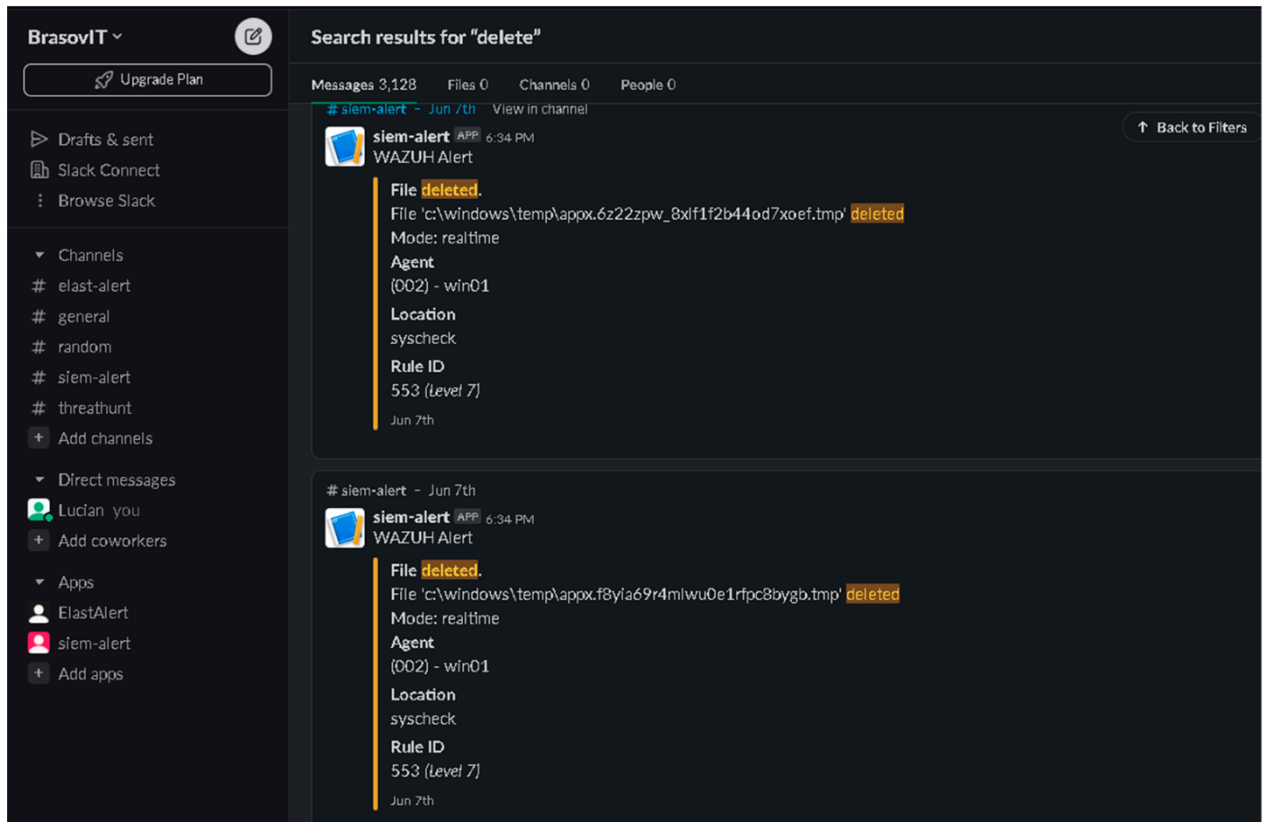 BrasovIT
Upgrade Plan
Drafts & sent
Slack Connect
Browse Slack
Channels
# elast-alert
# general
# random
# siem-alert
# threathunt
+ Add channels
Direct messages
Lucian you
+ Add coworkers
Apps
ElastAlert
siem-alert
+ Add apps
Search results for “delete”
Messages 3,128 Files 0 Channels 0 People 0
# siem-alert - Jun 7th View in channel
↑ Back to Filters
siem-alert APP 6:34 PM
WAZUH Alert
File deleted.
File 'c:\windows\temp\appx.6z22zpw_8xlf1f2b44od7xoef.tmp' deleted
Mode: realtime
Agent
(002) - win01
Location
syscheck
Rule ID
553 (Level 7)
Jun 7th
# siem-alert - Jun 7th
siem-alert APP 6:34 PM
WAZUH Alert
File deleted.
File 'c:\windows\temp\appx.f8yia69r4mlwu0e1rfpc8bygb.tmp' deleted
Mode: realtime
Agent
(002) - win01
Location
syscheck
Rule ID
553 (Level 7)
Jun 7th